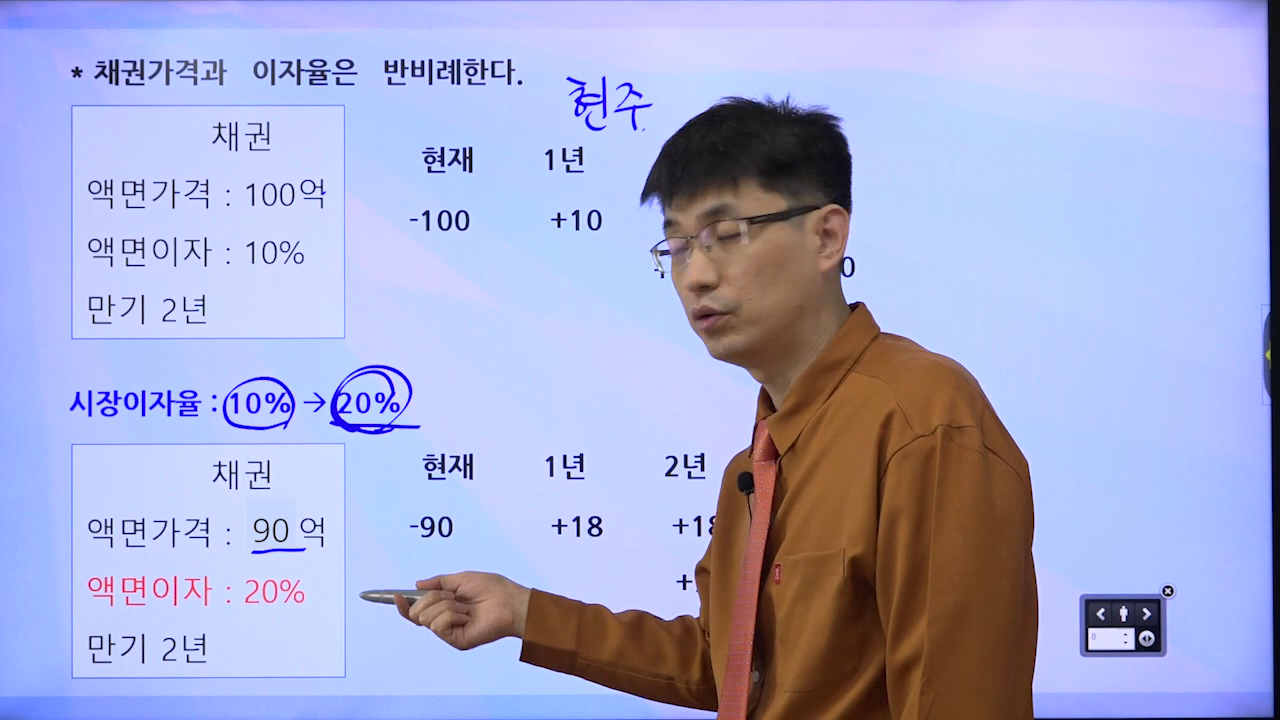 * 채권가격과 이자율은 반비례한다.
현주
채권
액면가격 : 100억
액면이자 : 10%
만기 2년
현재 1년
-100 +10
0
시장이자율 : 10% → 20%
채권
액면가격 : 90 억
액면이자 : 20%
만기 2년
현재 1년 2년
-90 +18 +18
+
8